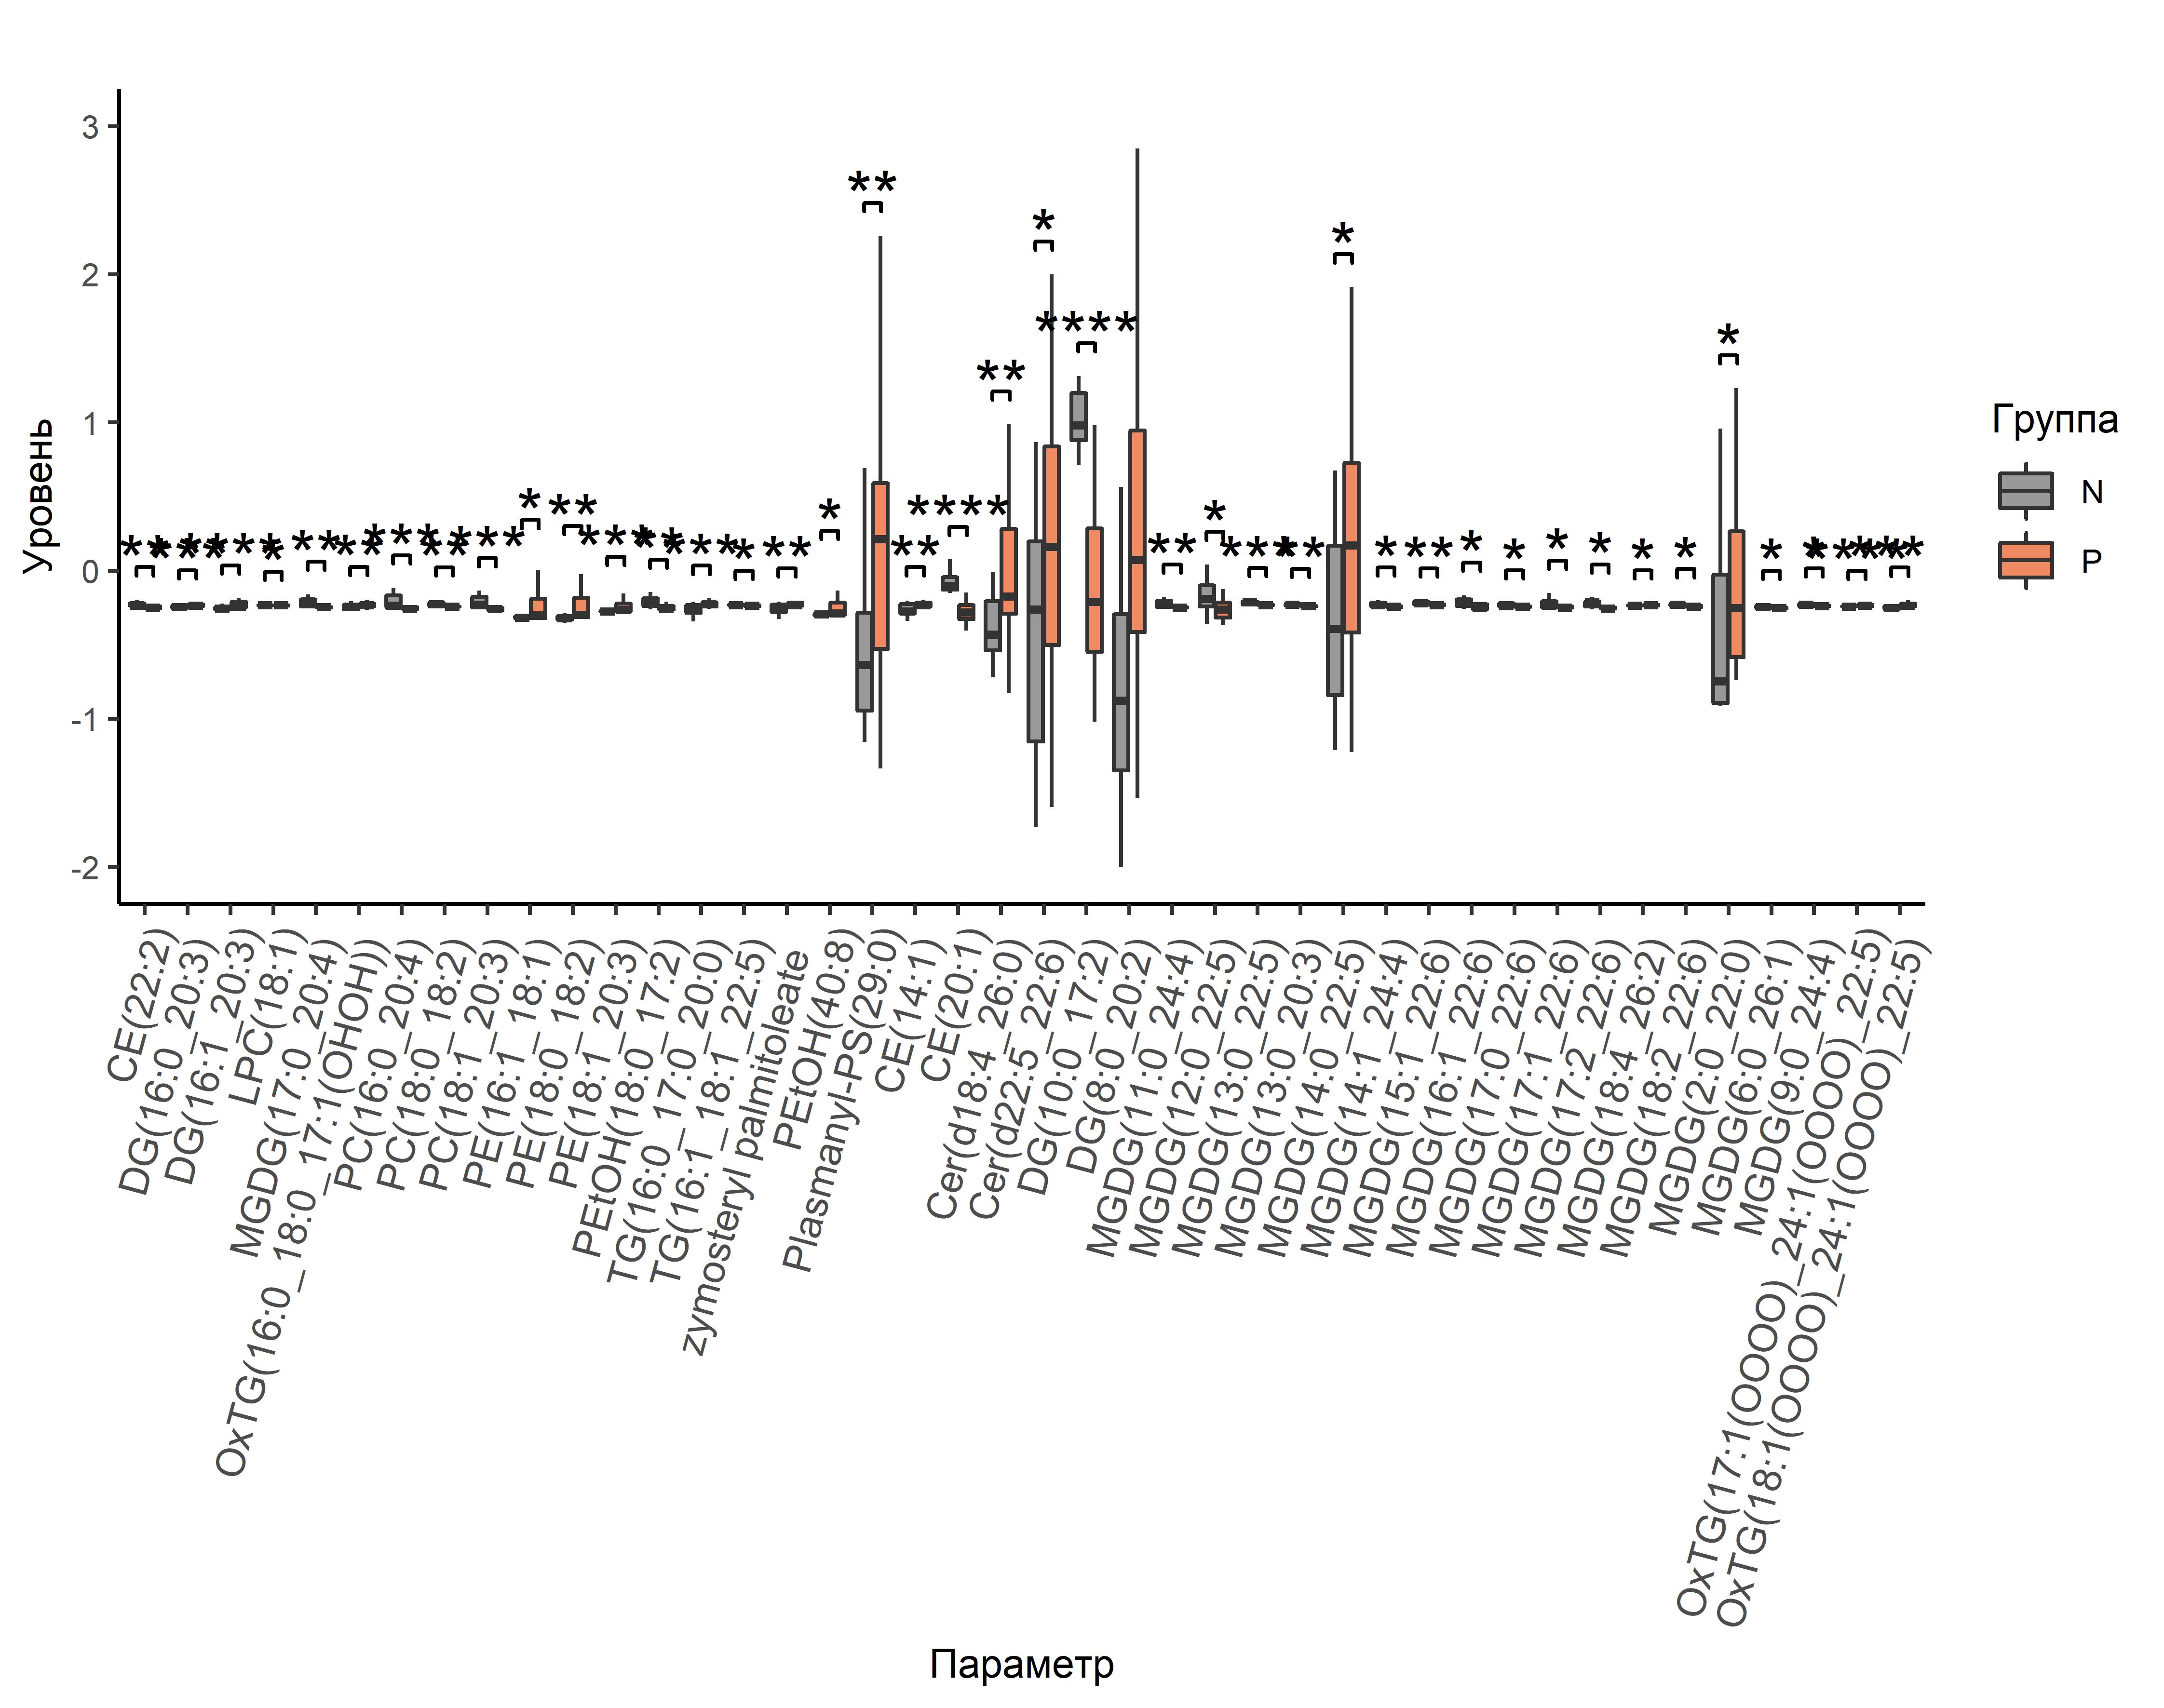 3
2
1
0
-1
-2
Уровень
**
*
**
****
*
*
**
*
Группа
N
P
CE(22:2)
DG(16:0_20:3)
DG(16:1_20:3)
LPC(18:1)
MGDG(17:0_20:4)
OxTG(16:0_18:0_17:1(OHOH))
PC(16:0_20:4)
PC(18:0_18:2)
PC(18:1_20:3)
PE(16:1_18:1)
PE(18:0_18:2)
PE(18:1_20:3)
PEtOH(18:0_17:2)
TG(16:0_17:0_20:0)
TG(16:1_18:1_22:5)
zymosteryl palmitoleate
PEtOH(40:8)
Plasmanyl-PS(29:0)
CE(14:1)
CE(20:1)
Cer(d18:4_26:0)
Cer(d22:5_22:6)
DG(10:0_17:2)
DG(8:0_20:2)
MGDG(11:0_24:4)
MGDG(12:0_22:5)
MGDG(13:0_22:5)
MGDG(13:0_20:3)
MGDG(14:0_22:5)
MGDG(14:1_24:4)
MGDG(15:1_22:6)
MGDG(16:1_22:6)
MGDG(17:0_22:6)
MGDG(17:1_22:6)
MGDG(17:2_22:6)
MGDG(18:4_26:2)
MGDG(18:2_22:6)
MGDG(2:0_22:0)
MGDG(6:0_26:1)
MGDG(9:0_24:4)
OxTG(17:1(OOOO)_24:1(OOOO)_22:5)
OxTG(18:1(OOOO)_24:1(OOOO)_22:5)
Параметр